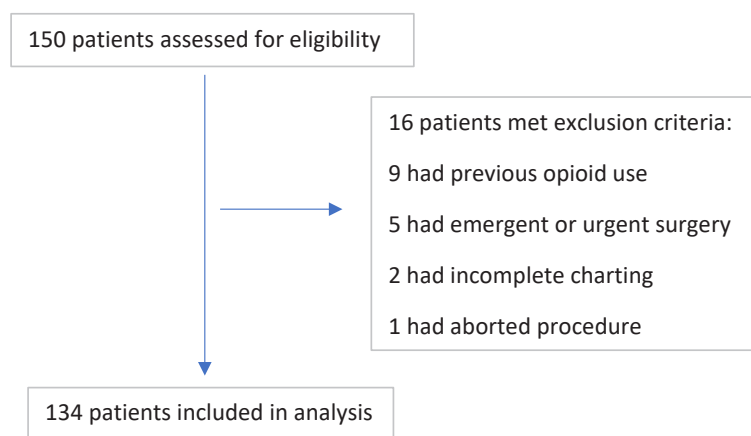 150 patients assessed for eligibility
16 patients met exclusion criteria:
9 had previous opioid use
5 had emergent or urgent surgery
2 had incomplete charting
1 had aborted procedure
134 patients included in analysis